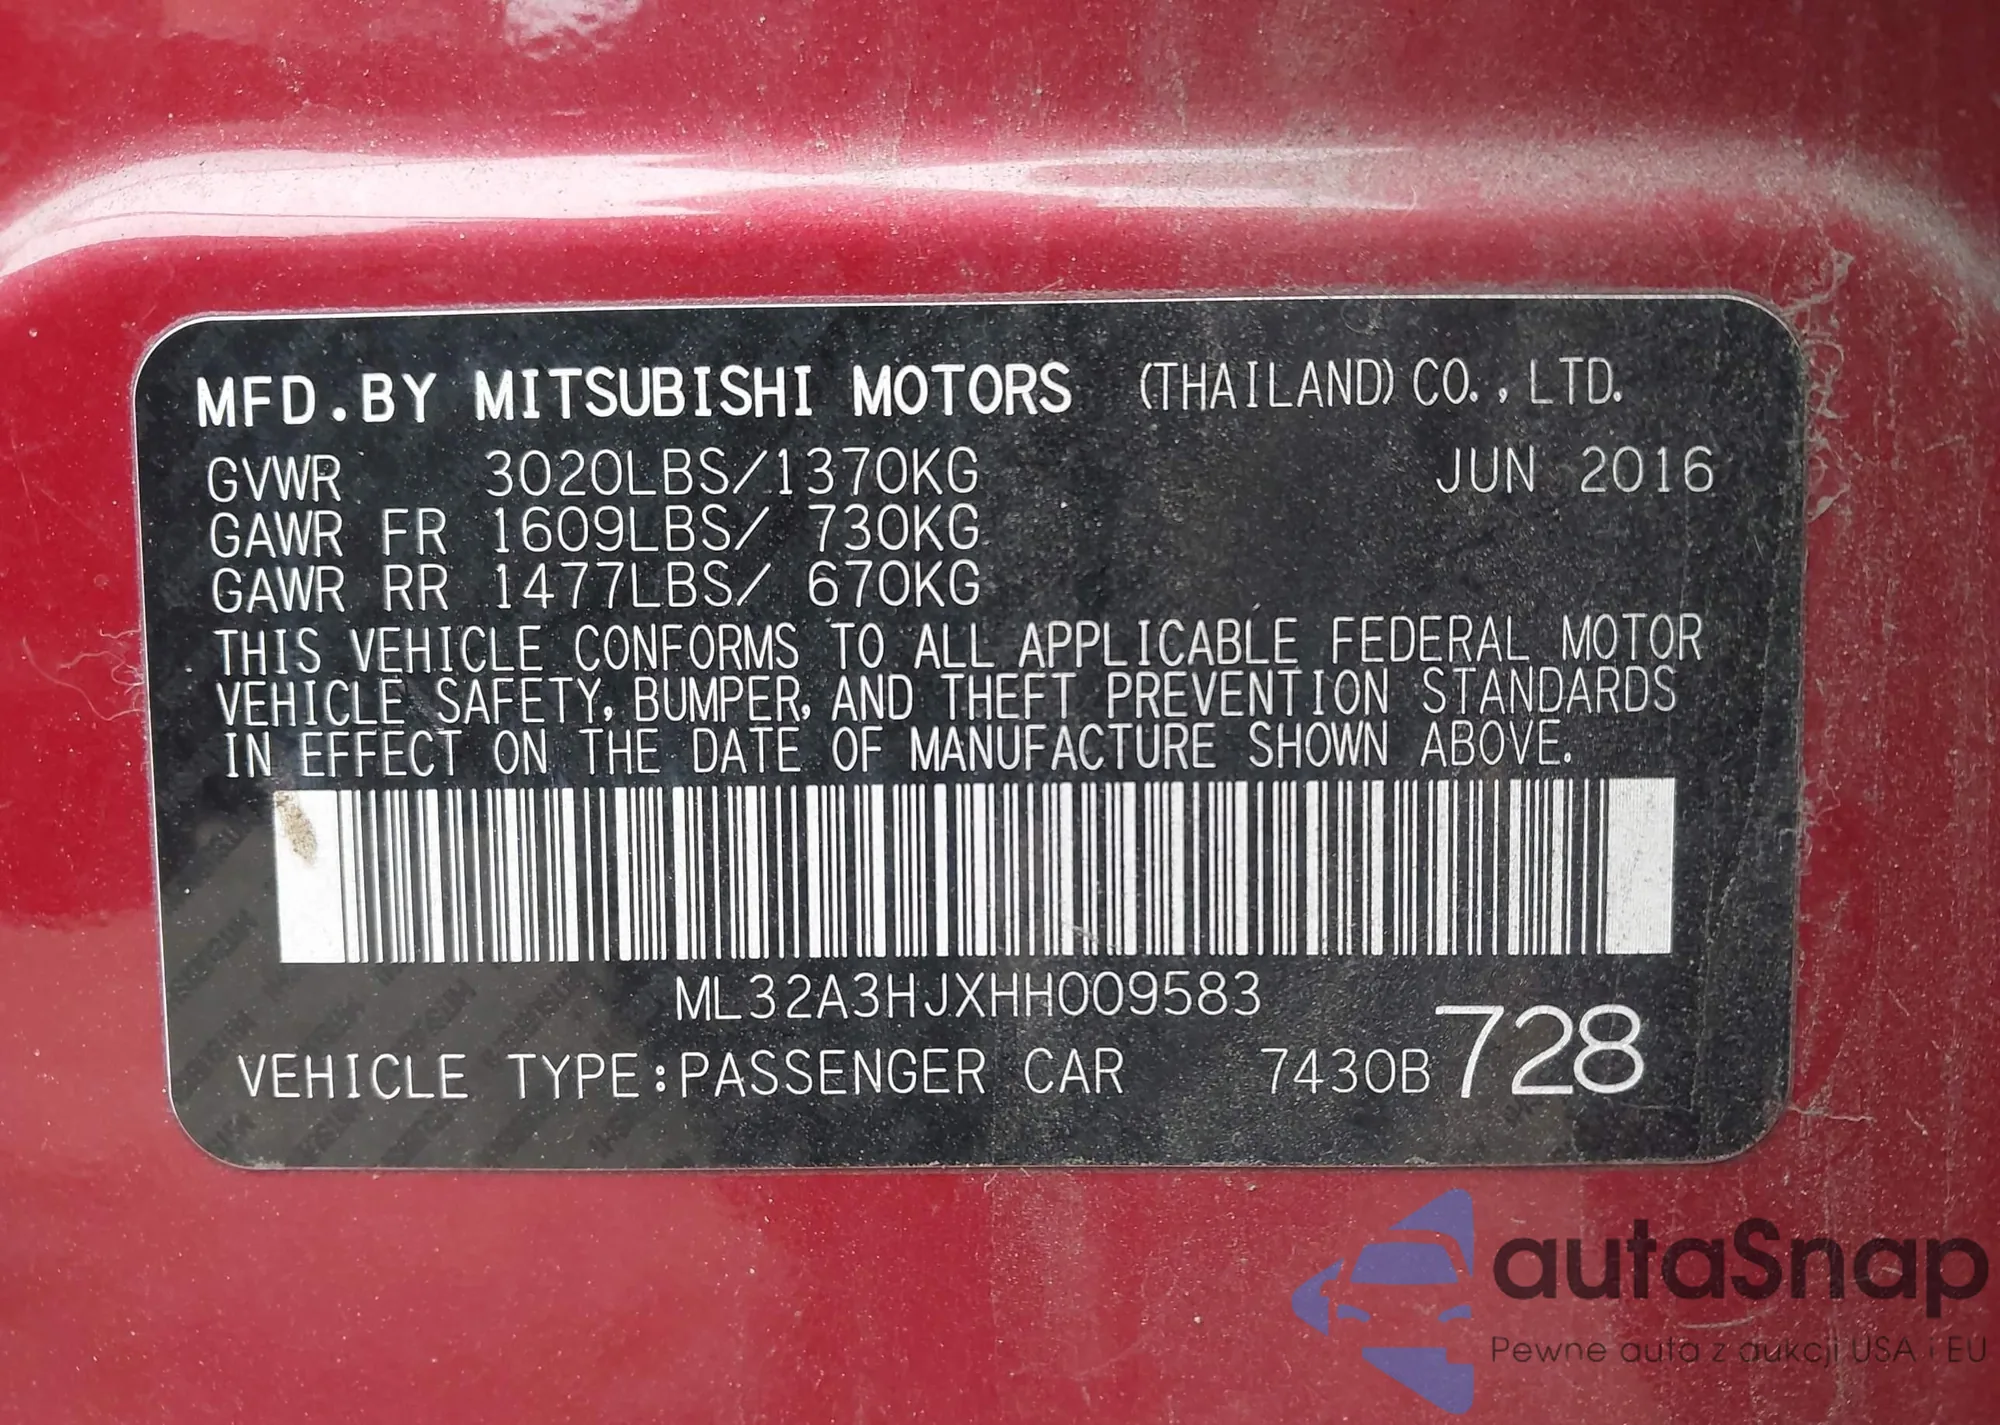 MFD.BY MITSUBISHI MOTORS (THAILAND)CO.,LTD.
GVWR 3020LBS/1370KG JUN 2016
GAWR FR 1609LBS/ 730KG
GAWR RR 1477LBS/ 670KG
THIS VEHICLE CONFORMS TO ALL APPLICABLE FEDERAL MOTOR
VEHICLE SAFETY, BUMPER, AND THEFT PREVENTION STANDARDS
IN EFFECT ON THE DATE OF MANUFACTURE SHOWN ABOVE.
ML32A3HJXHH009583
VEHICLE TYPE:PASSENGER CAR 7430B 728
autaSnap
Pewne auta z aukcji USA i EU